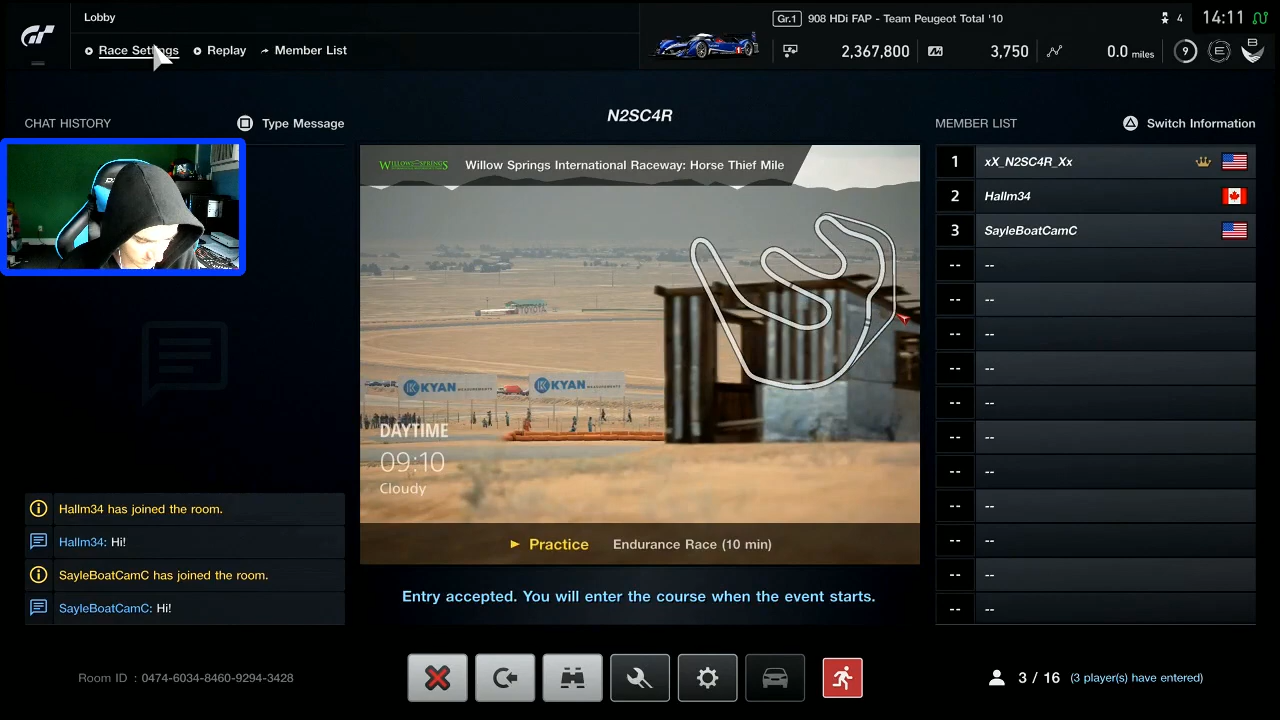 Lobby
Race Settings
Replay
Member List
Gr.1 908 HDi FAP - Team Peugeot Total '10
4
14:11
2,367,800
3,750
0.0 miles
9
E
B
CHAT HISTORY
Type Message
N2SC4R
MEMBER LIST
Switch Information
WILLOW SPRINGS
Willow Springs International Raceway: Horse Thief Mile
1 xX_N2SC4R_Xx
2 Hallm34
3 SayleBoatCamC
-- --
-- --
-- --
-- --
-- --
-- --
-- --
-- --
-- --
-- --
-- --
TOYOTA
KYAN
KYAN
DAYTIME
09:10
Cloudy
Practice
Endurance Race (10 min)
Hallm34 has joined the room.
Hallm34: Hi!
SayleBoatCamC has joined the room.
SayleBoatCamC: Hi!
Entry accepted. You will enter the course when the event starts.
Room ID : 0474-6034-8460-9294-3428
3 / 16 (3 player(s) have entered)